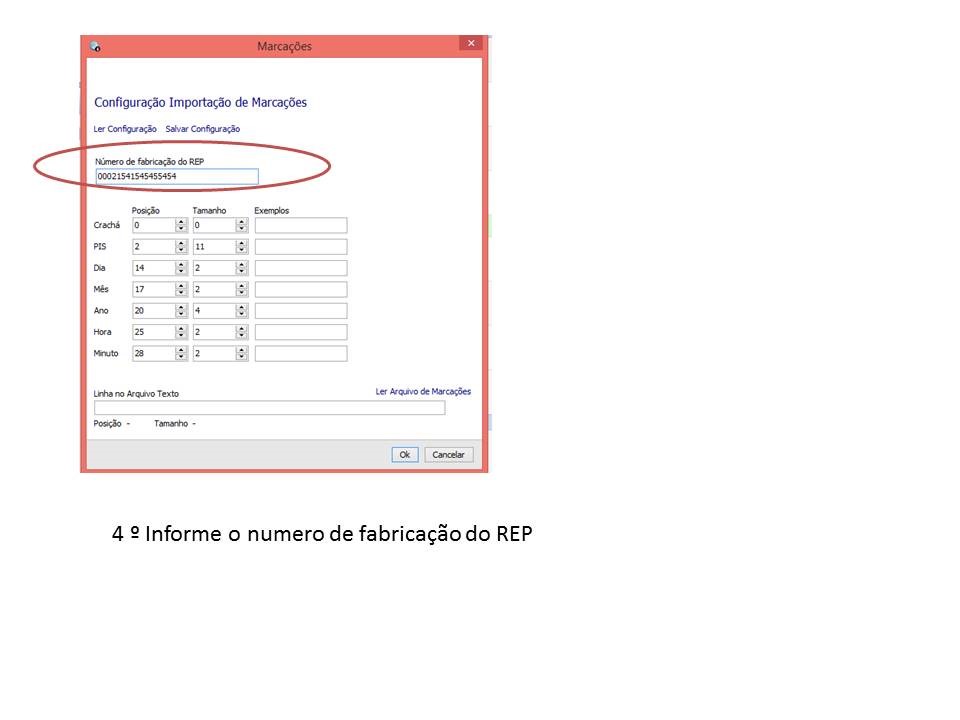 Marcações
Configuração Importação de Marcações
Ler Configuração Salvar Configuração
Número de fabricação do REP
00021541545455454
Posição Tamanho Exemplos
Crachá 0 0
PIS 2 11
Dia 14 2
Mês 17 2
Ano 20 4
Hora 25 2
Minuto 28 2
Linha no Arquivo Texto Ler Arquivo de Marcações
Posição - Tamanho -
Ok Cancelar
4 º Informe o numero de fabricação do REP